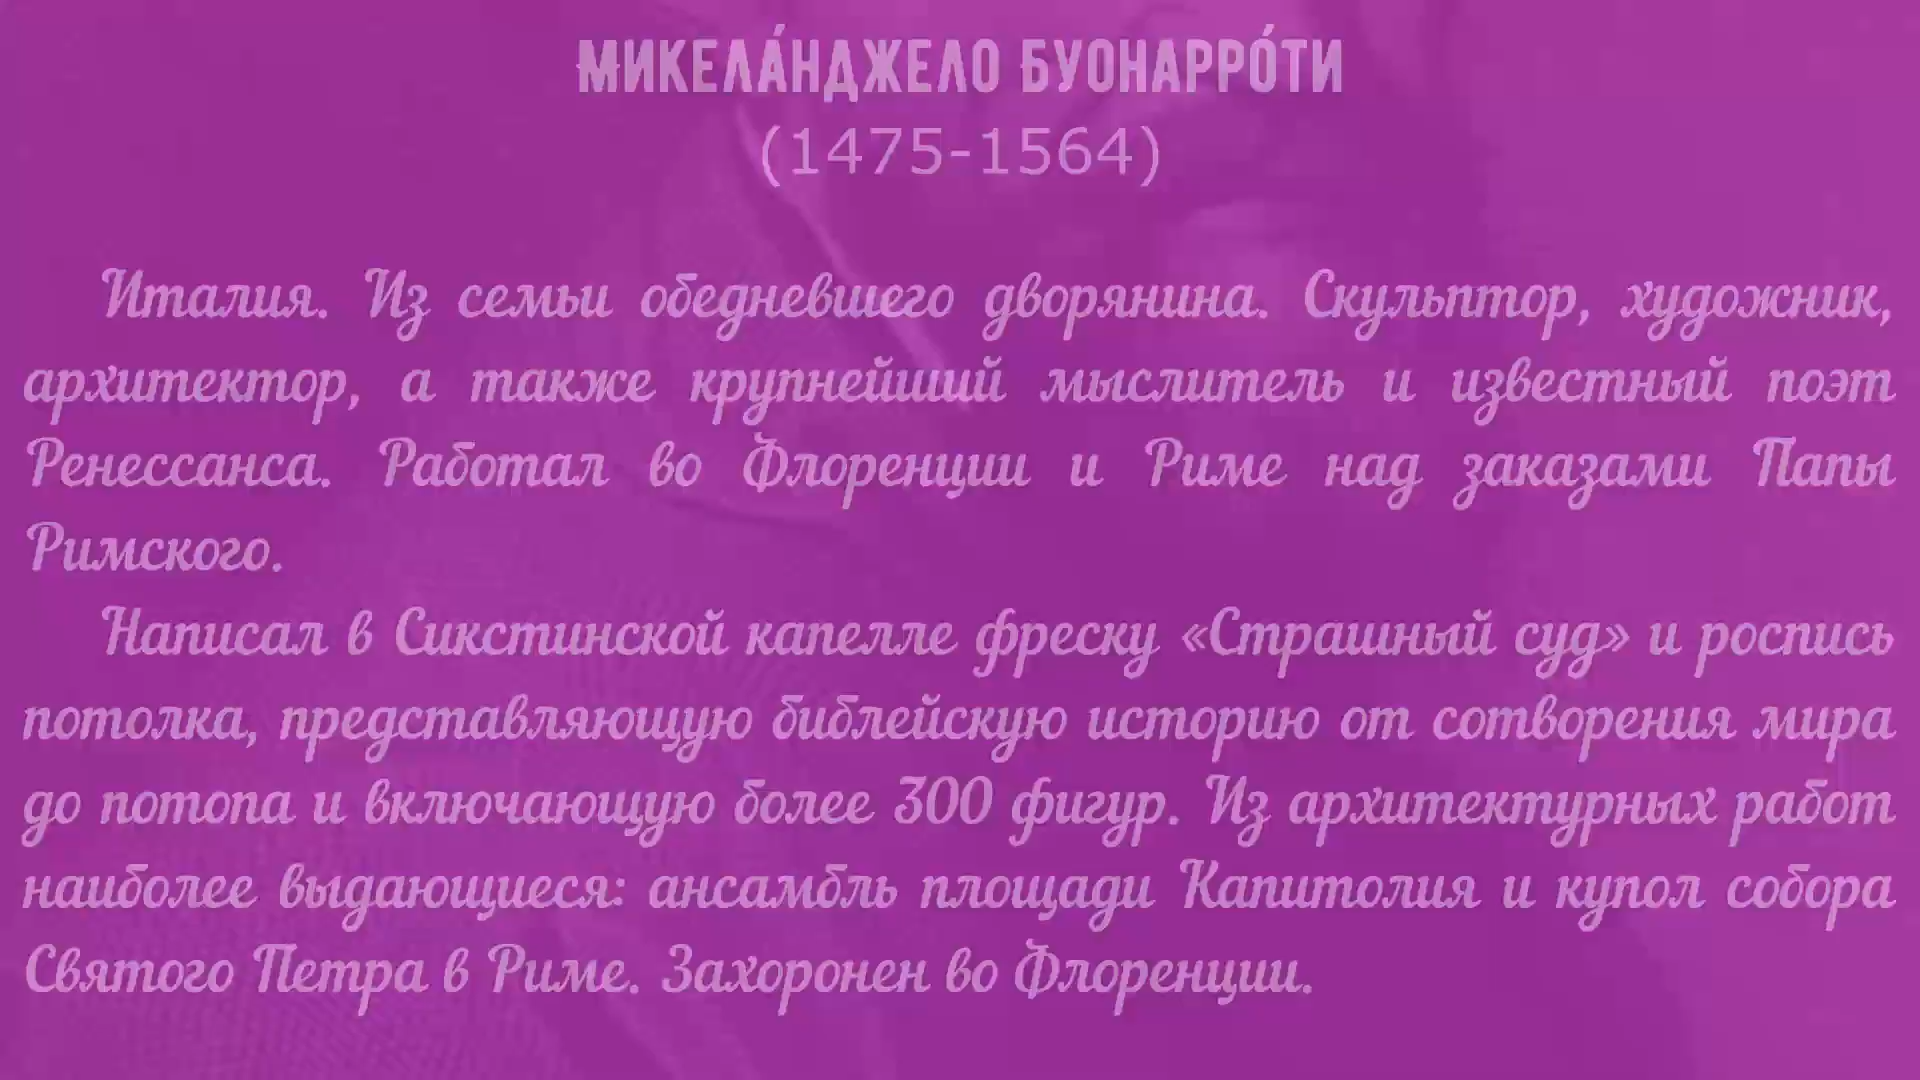 МИКЕЛА́НДЖЕЛО БУОНАРРО́ТИ
(1475-1564)
Италия. Из семьи обедневшего дворянина. Скульптор, художник,
архитектор, а также крупнейший мыслитель и известный поэт
Ренессанса. Работал во Флоренции и Риме над заказами Папы
Римского.
Написал в Сикстинской капелле фреску «Страшный суд» и роспись
потолка, представляющую библейскую историю от сотворения мира
до потопа и включающую более 300 фигур. Из архитектурных работ
наиболее выдающиеся: ансамбль площади Капитолия и купол собора
Святого Петра в Риме. Захоронен во Флоренции.